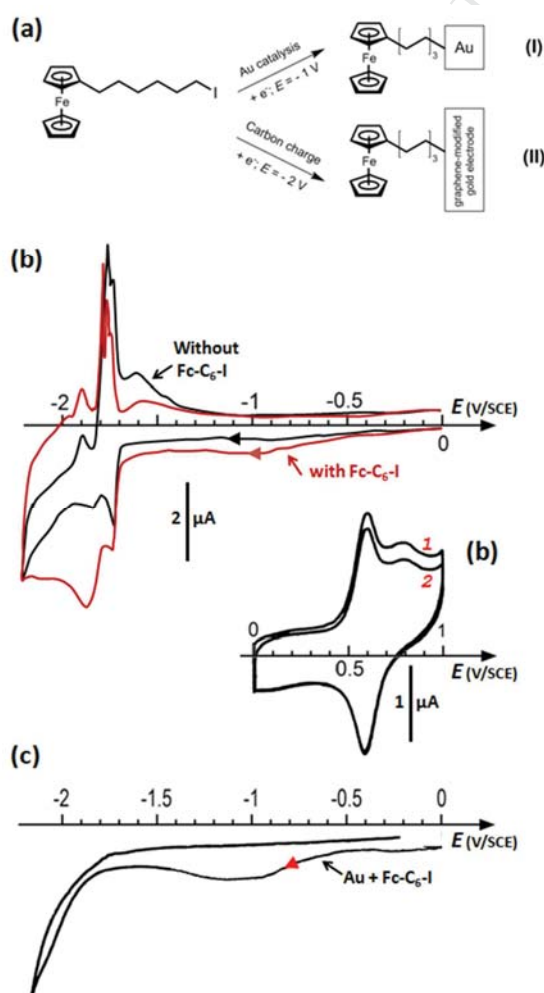 (a)
Fe
I
Au catalysis
+ e⁻; E = - 1 V
Fe
3
Au
(I)
Carbon charge
+ e⁻; E = - 2 V
Fe
3
graphene-modified
gold electrode
(II)
(b)
Without
Fc-C₆-I
-2
-1
-0.5
E (V/SCE)
0
with Fc-C₆-I
2 µA
1
2
(b)
0
1
0.5
E (V/SCE)
1 µA
(c)
-2
-1.5
-1
-0.5
0
E (V/SCE)
Au + Fc-C₆-I